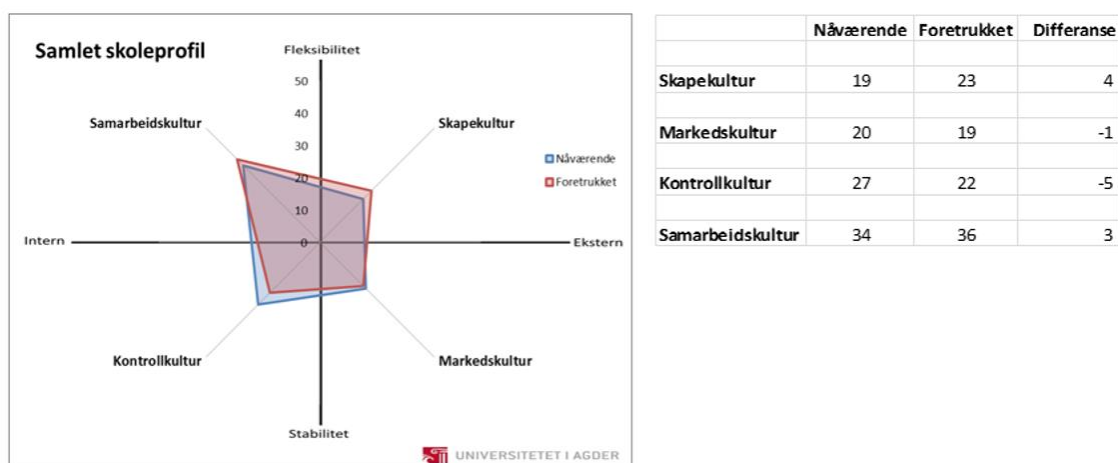 Samlet skoleprofil
Fleksibilitet
50
40
30
20
10
0
Samarbeidskultur
Skapekultur
Nåværende
Foretrukket
Intern
Ekstern
Kontrollkultur
Markedskultur
Stabilitet
UNIVERSITETET I AGDER
Nåværende Foretrukket Differanse
Skapekultur 19 23 4
Markedskultur 20 19 -1
Kontrollkultur 27 22 -5
Samarbeidskultur 34 36 3